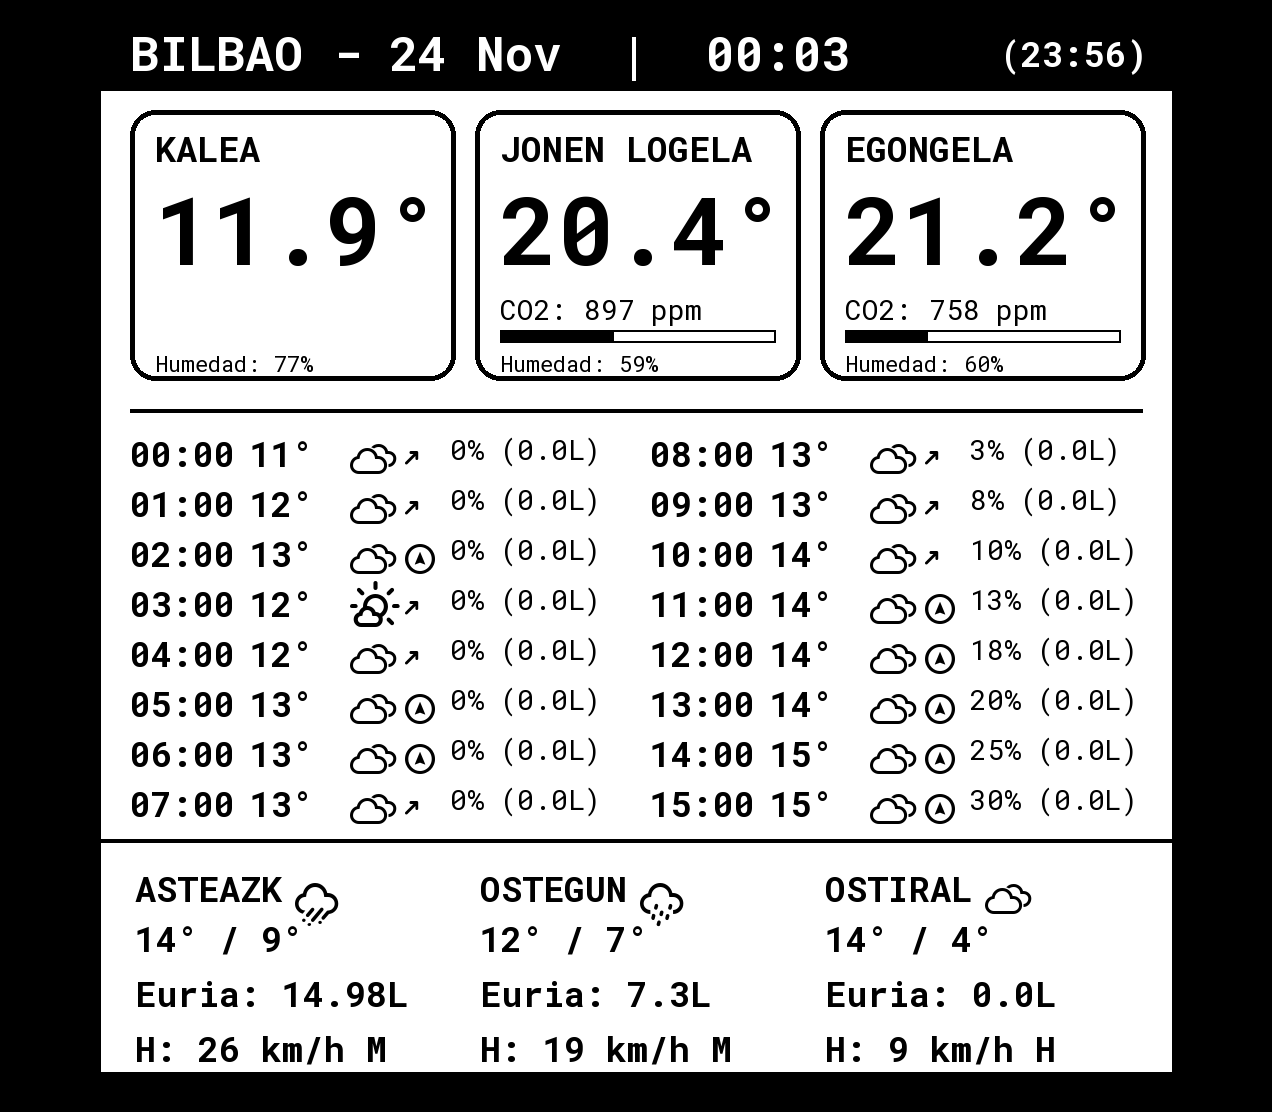 BILBAO - 24 Nov | 00:03 (23:56)
KALEA
11.9°
Humedad: 77%
JONEN LOGELA
20.4°
CO2: 897 ppm
Humedad: 59%
EGONGELA
21.2°
CO2: 758 ppm
Humedad: 60%
00:00 11° 0% (0.0L)
01:00 12° 0% (0.0L)
02:00 13° 0% (0.0L)
03:00 12° 0% (0.0L)
04:00 12° 0% (0.0L)
05:00 13° 0% (0.0L)
06:00 13° 0% (0.0L)
07:00 13° 0% (0.0L)
08:00 13° 3% (0.0L)
09:00 13° 8% (0.0L)
10:00 14° 10% (0.0L)
11:00 14° 13% (0.0L)
12:00 14° 18% (0.0L)
13:00 14° 20% (0.0L)
14:00 15° 25% (0.0L)
15:00 15° 30% (0.0L)
ASTEAZK
14° / 9°
Euria: 14.98L
H: 26 km/h M
OSTEGUN
12° / 7°
Euria: 7.3L
H: 19 km/h M
OSTIRAL
14° / 4°
Euria: 0.0L
H: 9 km/h H